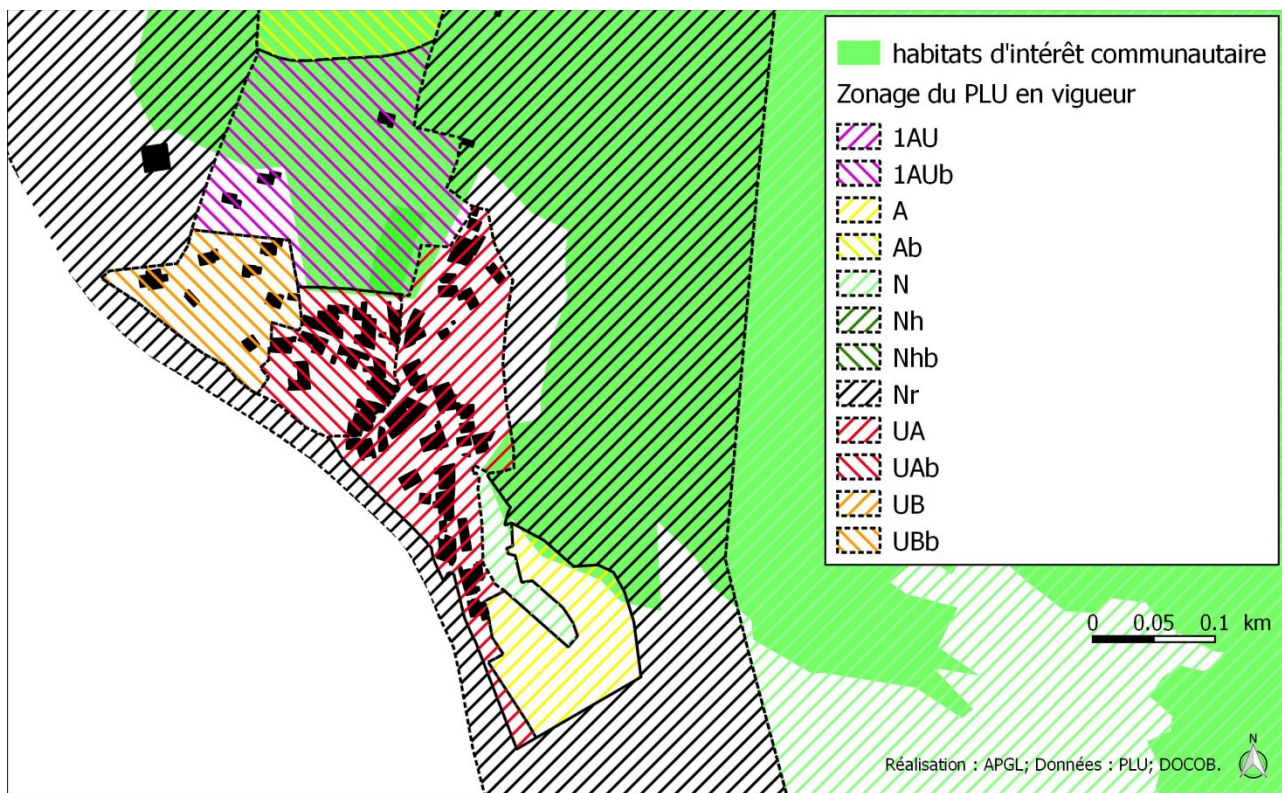 habitats d'intérêt communautaire
Zonage du PLU en vigueur
1AU
1AUb
A
Ab
N
Nh
Nhb
Nr
UA
UAb
UB
UBb
0 0.05 0.1 km
N
Réalisation : APGL; Données : PLU; DOCOB.